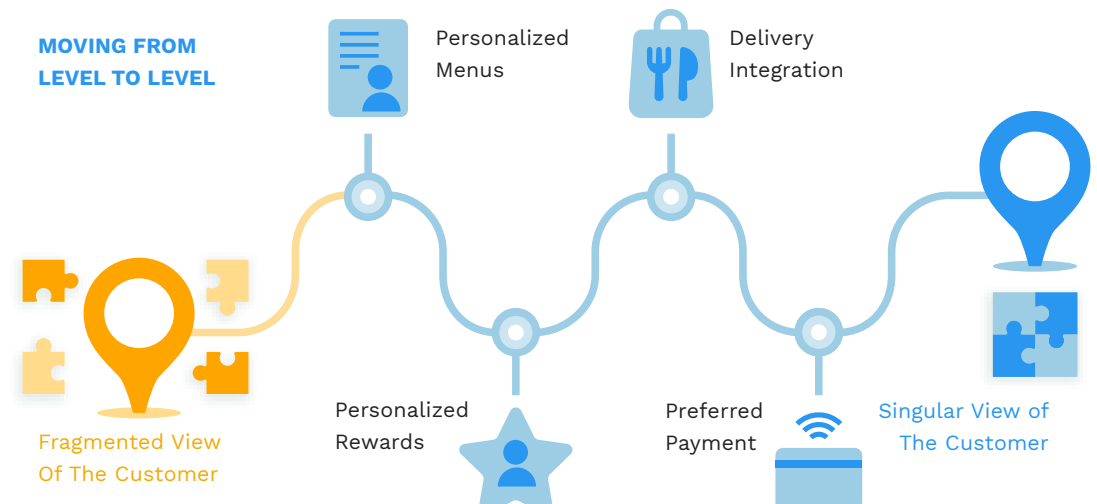 MOVING FROM
LEVEL TO LEVEL
Personalized
Menus
Delivery
Integration
Personalized
Rewards
Preferred
Payment
Fragmented View
Of The Customer
Singular View of
The Customer